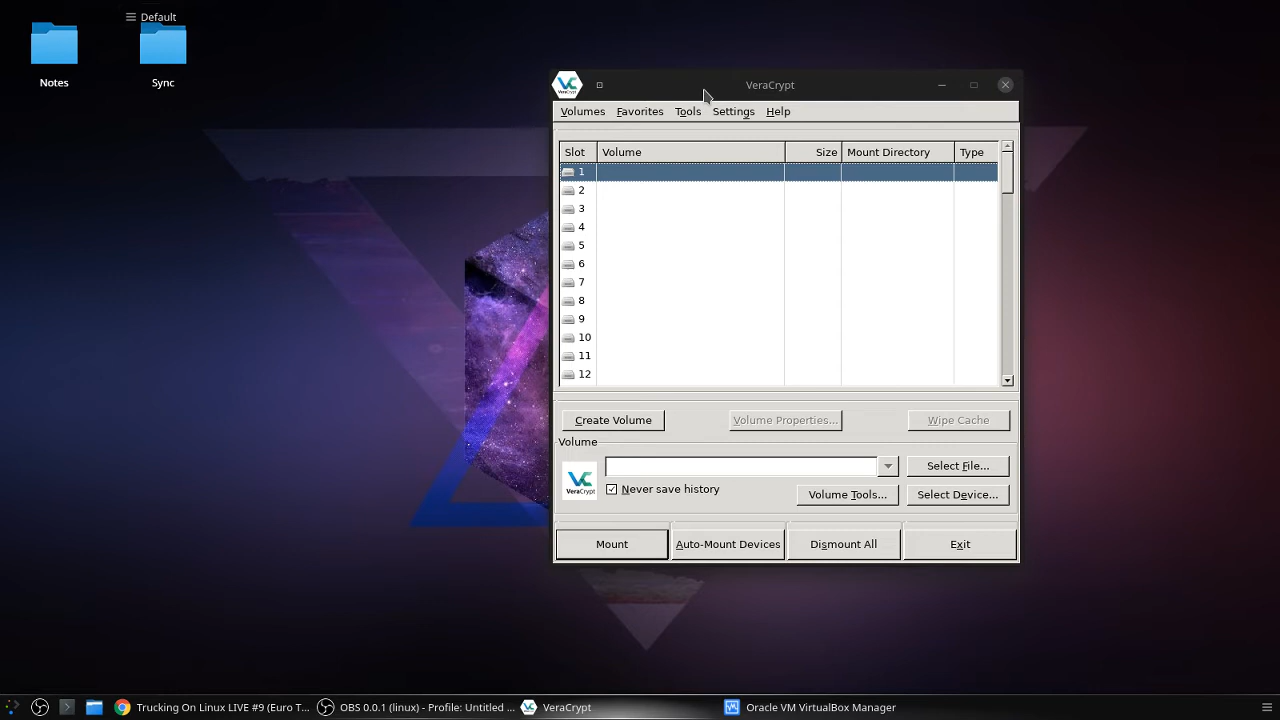 Default
Notes
Sync
VeraCrypt
Volumes Favorites Tools Settings Help
Slot Volume Size Mount Directory Type
1
2
3
4
5
6
7
8
9
10
11
12
Create Volume Volume Properties... Wipe Cache
Volume
VeraCrypt
Select File...
Never save history
Volume Tools... Select Device...
Mount Auto-Mount Devices Dismount All Exit
Trucking On Linux LIVE #9 (Euro T... OBS 0.0.1 (linux) - Profile: Untitled ... VeraCrypt Oracle VM VirtualBox Manager